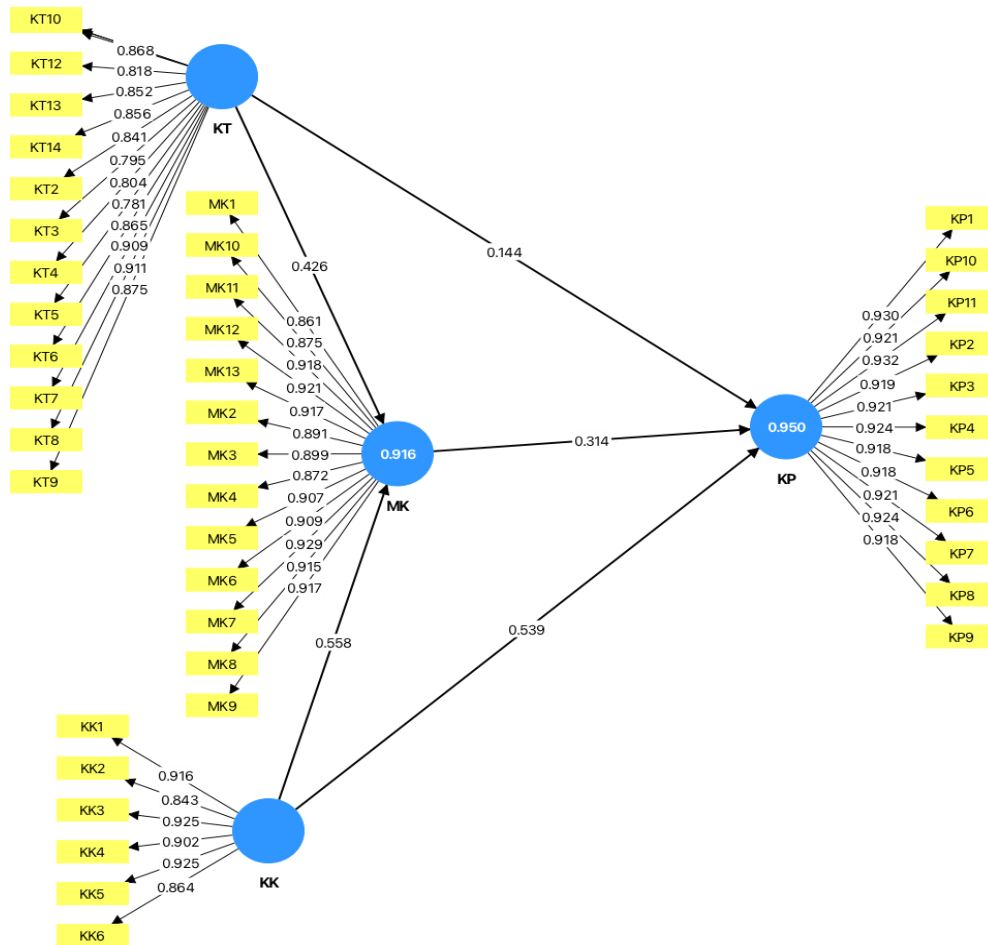 KT10
KT12
KT13
KT14
KT2
KT3
KT4
KT5
KT6
KT7
KT8
KT9
0.868
0.818
0.852
0.856
0.841
0.795
0.804
0.781
0.865
0.909
0.911
0.875
KT
0.426
0.144
MK1
MK10
MK11
MK12
MK13
MK2
MK3
MK4
MK5
MK6
MK7
MK8
MK9
0.861
0.875
0.918
0.921
0.917
0.891
0.899
0.872
0.907
0.909
0.929
0.915
0.917
0.916
MK
0.314
0.558
0.539
KK1
KK2
KK3
KK4
KK5
KK6
0.916
0.843
0.925
0.902
0.925
0.864
KK
0.950
KP
0.930
0.921
0.932
0.919
0.921
0.924
0.918
0.918
0.921
0.924
0.918
KP1
KP10
KP11
KP2
KP3
KP4
KP5
KP6
KP7
KP8
KP9